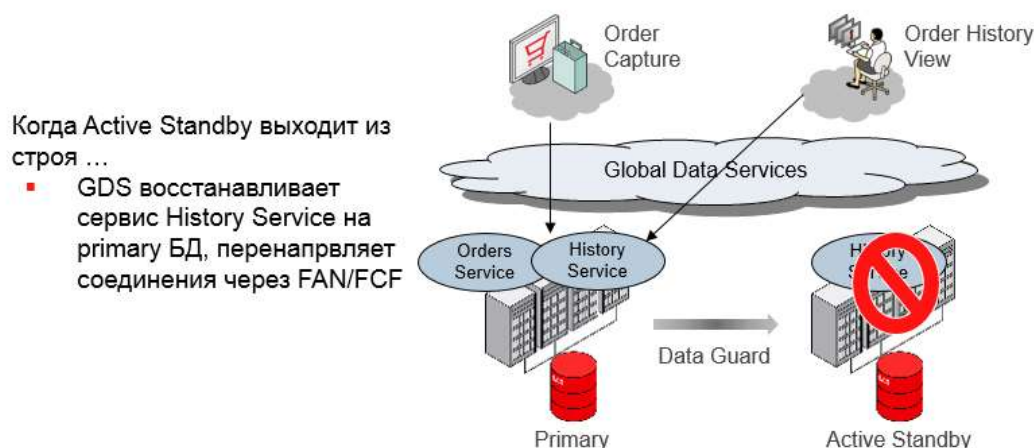 Order
Capture
Order History
View
Когда Active Standby выходит из
строя ...
GDS восстанавливает
сервис History Service на
primary БД, перенапрвляет
соединения через FAN/FCF
Global Data Services
Orders
Service
History
Service
History
Data Guard
Primary
Active Standby